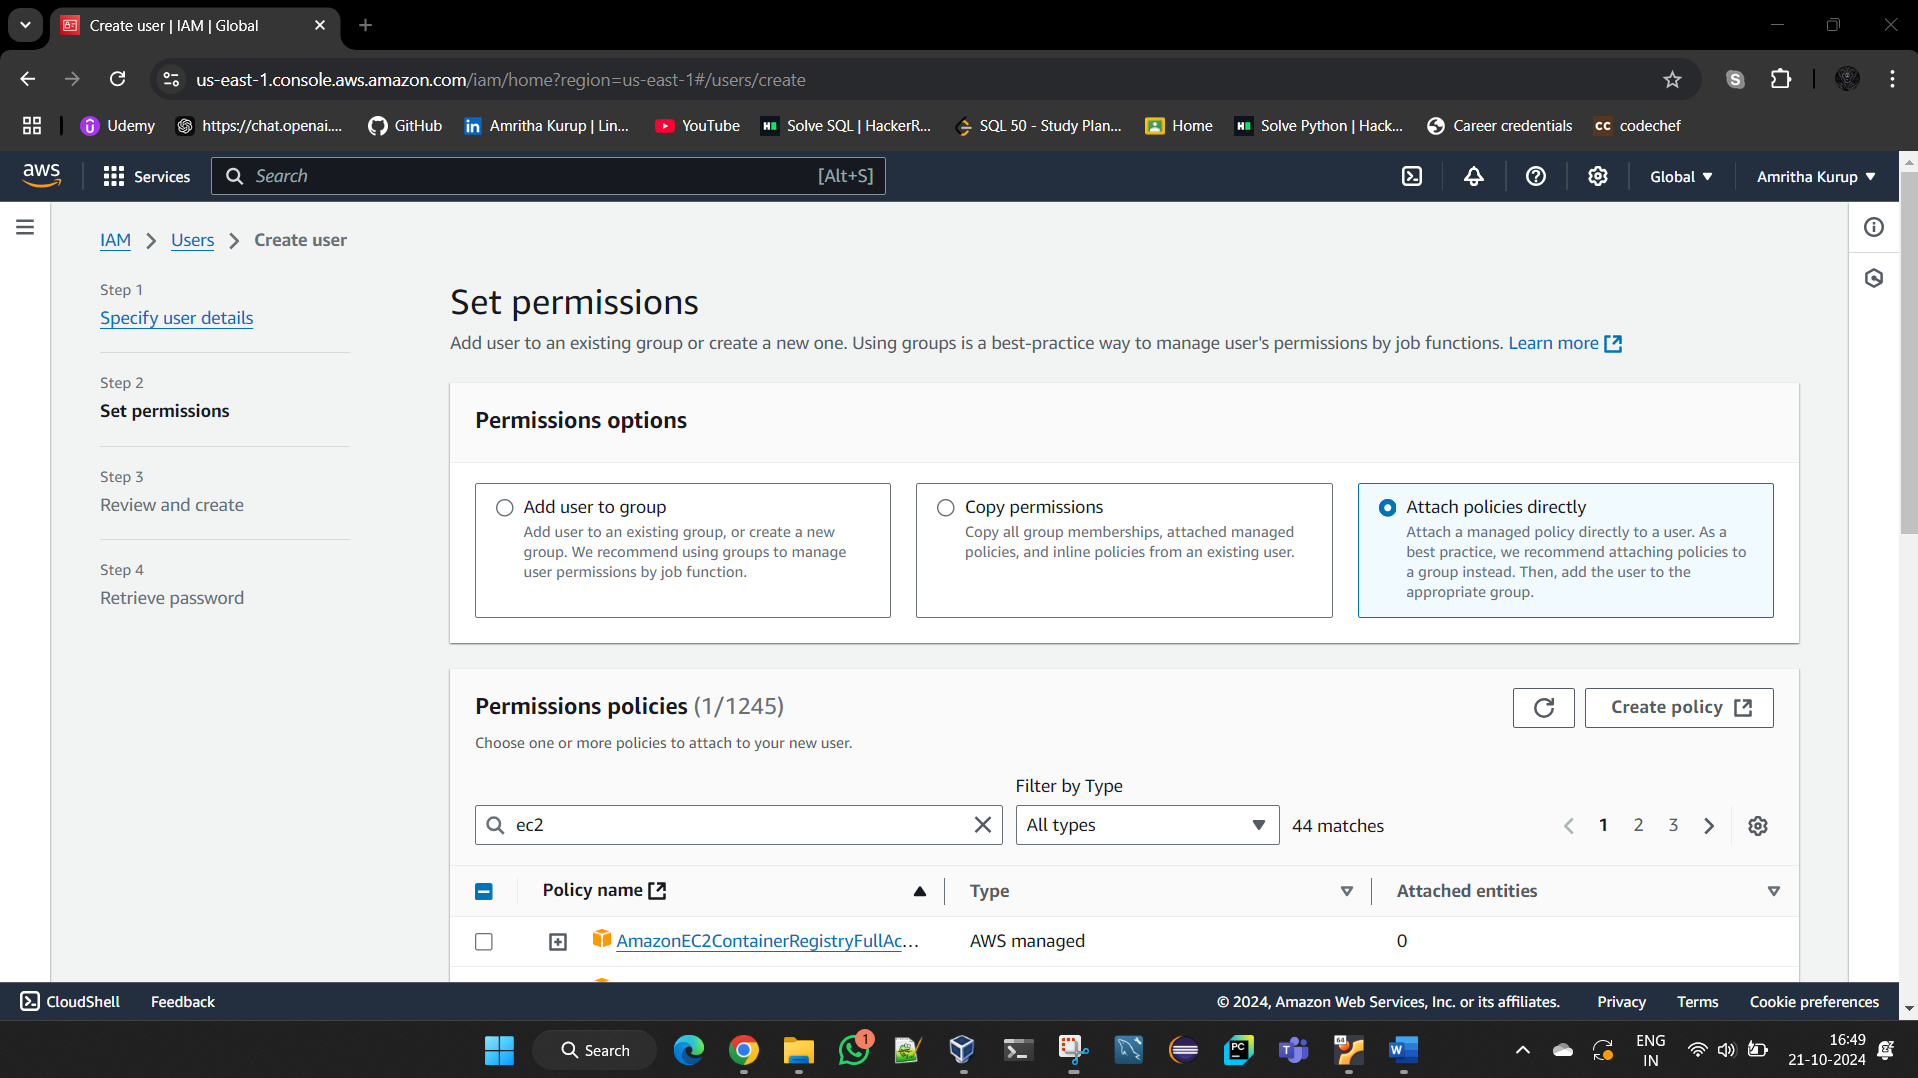 Create user | IAM | Global
us-east-1.console.aws.amazon.com/iam/home?region=us-east-1#/users/create
Udemy
https://chat.openai....
GitHub
Amritha Kurup | Lin...
YouTube
Solve SQL | HackerR...
SQL 50 - Study Plan...
Home
Solve Python | Hack...
Career credentials
codechef
aws
Services
Search
[Alt+S]
Global
Amritha Kurup
IAM
Users
Create user
Step 1
Specify user details
Step 2
Set permissions
Step 3
Review and create
Step 4
Retrieve password
Set permissions
Add user to an existing group or create a new one. Using groups is a best-practice way to manage user's permissions by job functions. Learn more
Permissions options
Add user to group
Add user to an existing group, or create a new
group. We recommend using groups to manage
user permissions by job function.
Copy permissions
Copy all group memberships, attached managed
policies, and inline policies from an existing user.
Attach policies directly
Attach a managed policy directly to a user. As a
best practice, we recommend attaching policies to
a group instead. Then, add the user to the
appropriate group.
Permissions policies (1/1245)
Choose one or more policies to attach to your new user.
Create policy
Filter by Type
ec2
All types
44 matches
1
2
3
Policy name
Type
Attached entities
AmazonEC2ContainerRegistryFullAc...
AWS managed
0
CloudShell
Feedback
© 2024, Amazon Web Services, Inc. or its affiliates.
Privacy
Terms
Cookie preferences
Search
1
ENG
IN
16:49
21-10-2024